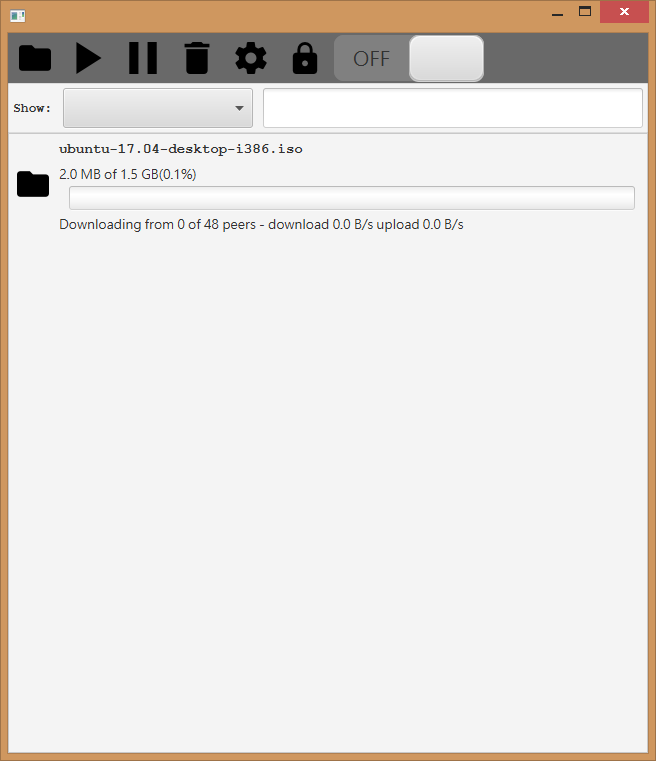 OFF
Show:
ubuntu-17.04-desktop-i386.iso
2.0 MB of 1.5 GB(0.1%)
Downloading from 0 of 48 peers - download 0.0 B/s upload 0.0 B/s